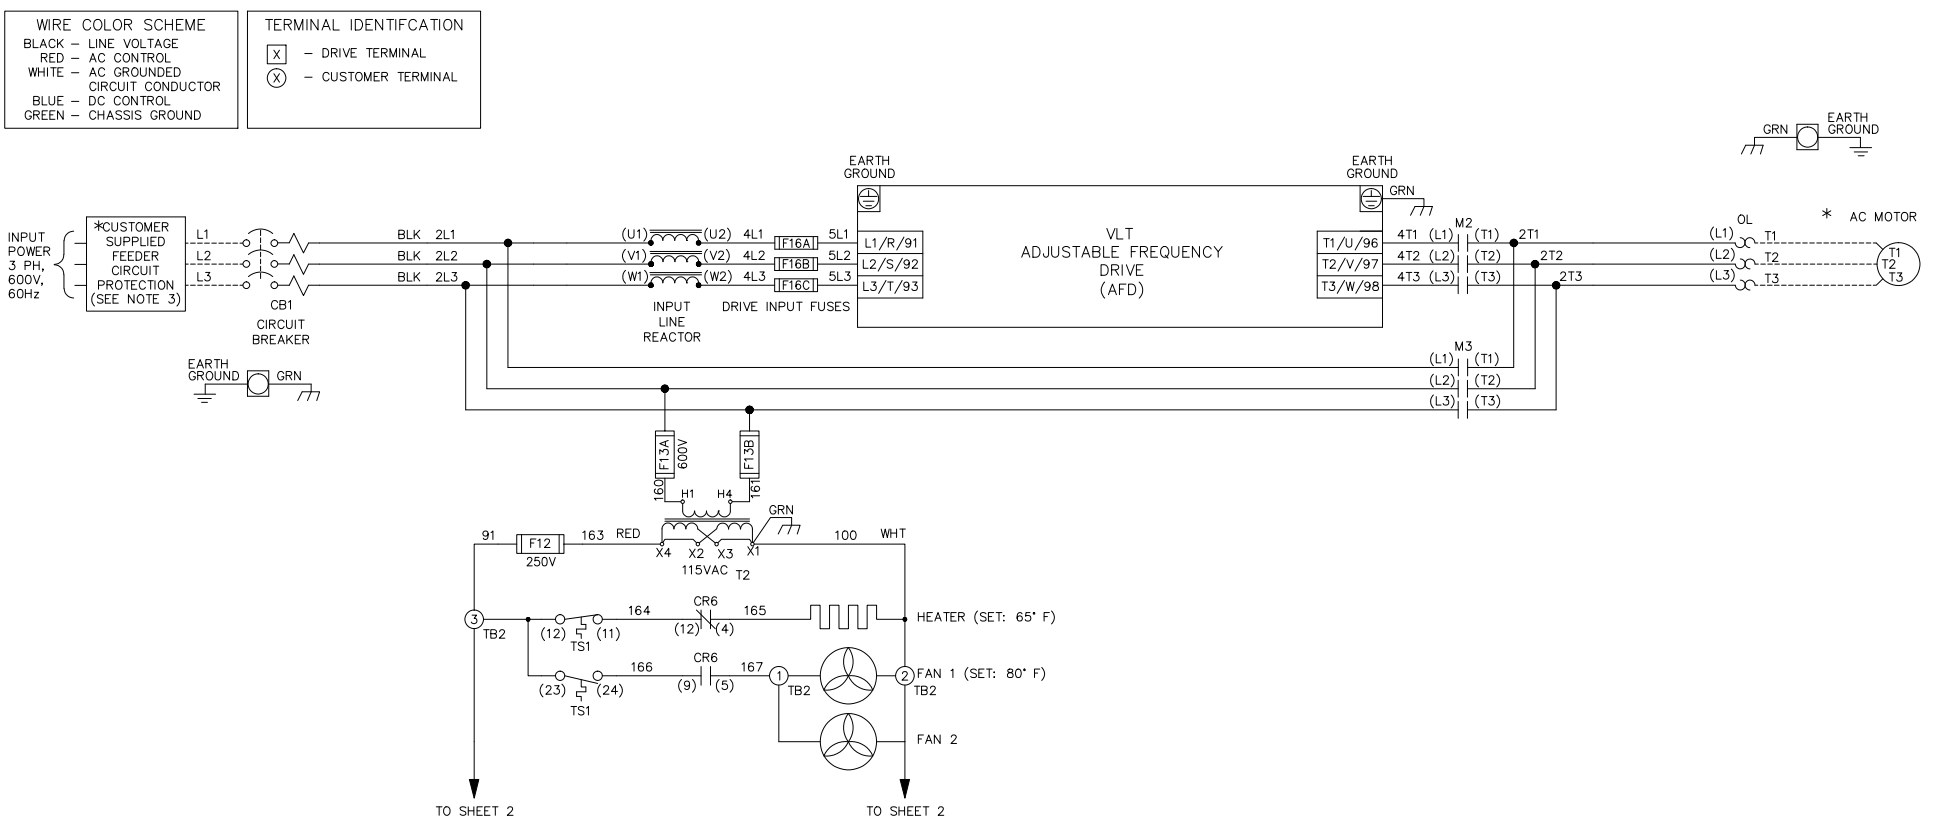 WIRE COLOR SCHEME
BLACK – LINE VOLTAGE
RED – AC CONTROL
WHITE – AC GROUNDED
CIRCUIT CONDUCTOR
BLUE – DC CONTROL
GREEN – CHASSIS GROUND
TERMINAL IDENTIFCATION
X – DRIVE TERMINAL
X – CUSTOMER TERMINAL
GRN
EARTH
GROUND
EARTH
GROUND
EARTH
GROUND
GRN
INPUT
POWER
3 PH,
600V,
60Hz
*CUSTOMER
SUPPLIED
FEEDER
CIRCUIT
PROTECTION
(SEE NOTE 3)
L1
L2
L3
CB1
CIRCUIT
BREAKER
BLK 2L1
BLK 2L2
BLK 2L3
(U1) (U2) 4L1 F16A 5L1
(V1) (V2) 4L2 F16B 5L2
(W1) (W2) 4L3 F16C 5L3
INPUT
LINE
REACTOR
DRIVE INPUT FUSES
L1/R/91
L2/S/92
L3/T/93
VLT
ADJUSTABLE FREQUENCY
DRIVE
(AFD)
T1/U/96
T2/V/97
T3/W/98
M2
4T1 (L1) (T1) 2T1
4T2 (L2) (T2) 2T2
4T3 (L3) (T3) 2T3
OL
(L1) T1
(L2) T2
(L3) T3
* AC MOTOR
T1
T2
T3
M3
(L1) (T1)
(L2) (T2)
(L3) (T3)
EARTH
GROUND
GRN
F13A
600V
F13B
160
161
H1 H4
GRN
91 F12 163 RED
250V
X4 X2 X3 X1
115VAC T2
100 WHT
3
TB2
(12) (11)
TS1
164
CR6
(12) (4)
165
HEATER (SET: 65° F)
(23) (24)
TS1
166
CR6
(9) (5)
167
1
TB2
2
TB2
FAN 1 (SET: 80° F)
FAN 2
TO SHEET 2
TO SHEET 2